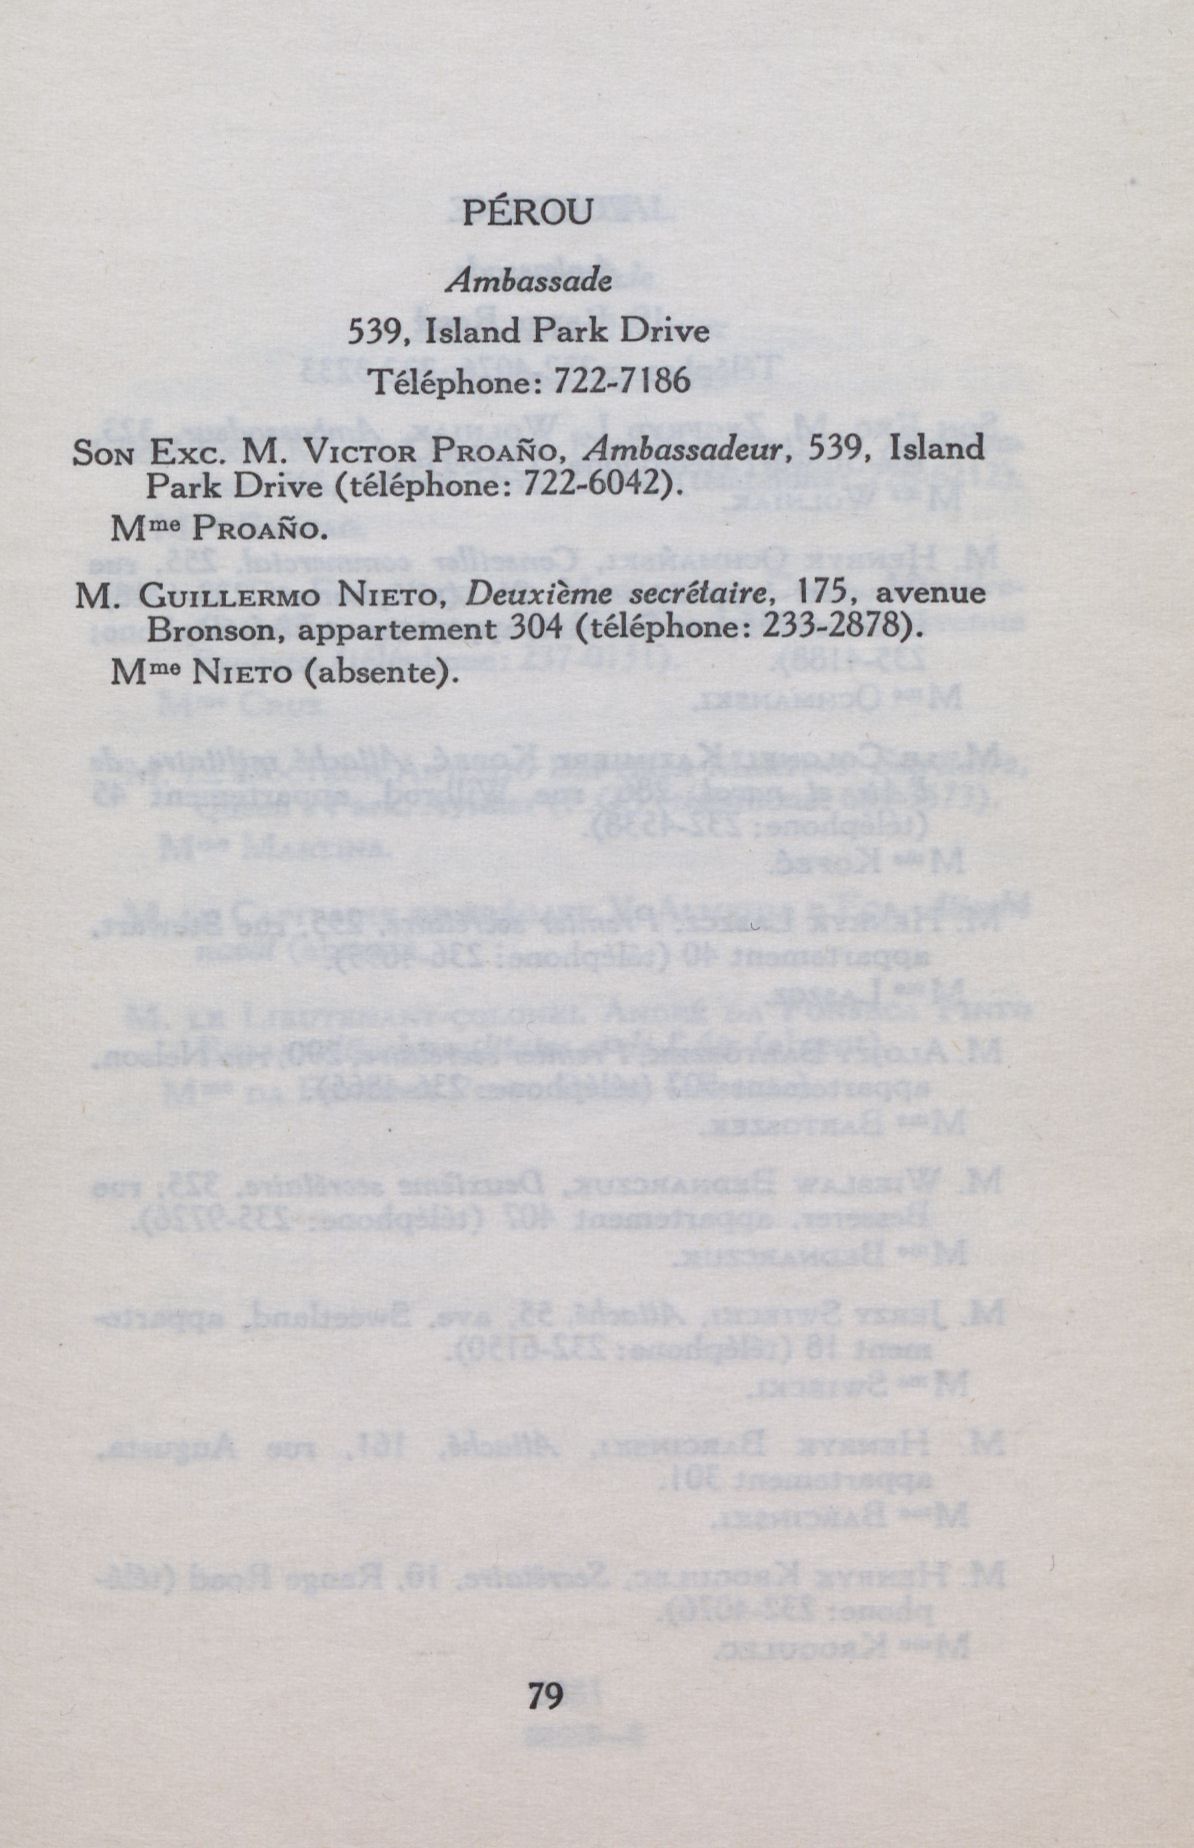 PÉROU
Ambassade
539, Island Park Drive
Téléphone: 722-7186
SON EXC. M. VICTOR PROAÑO, Ambassadeur, 539, Island
Park Drive (téléphone: 722-6042).
Mme PROAÑO.
M. GUILLERMO NIETO, Deuxième secrétaire, 175, avenue
Bronson, appartement 304 (téléphone: 233-2878).
Mme NIETO (absente).
79